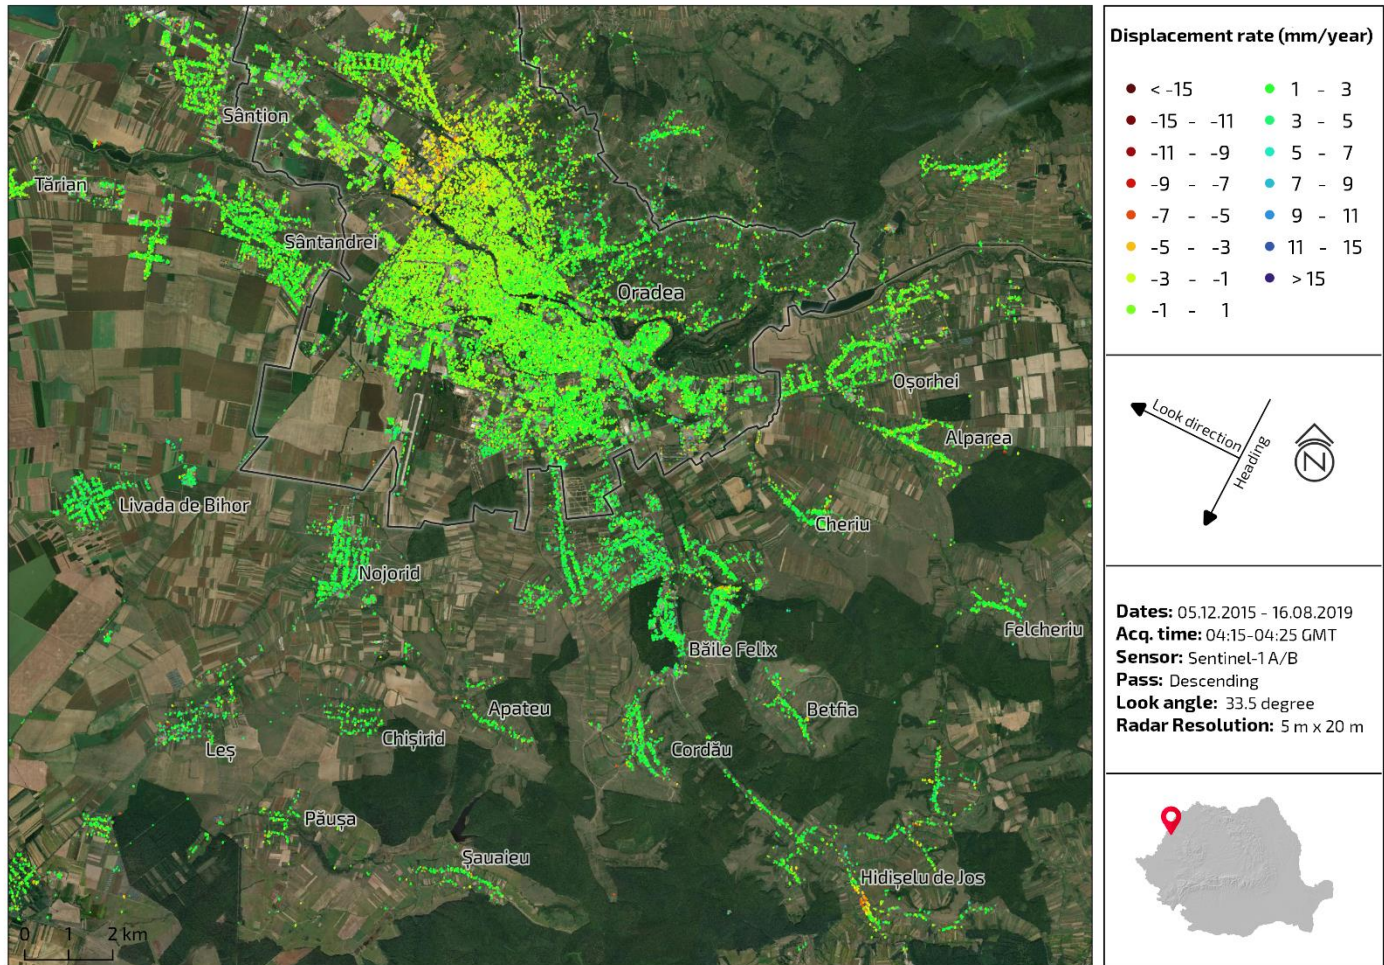 Sântion
Tărian
Sântandrei
Oradea
Oșorhei
Alparea
Livada de Bihor
Cheriu
Nojorid
Felcheriu
Băile Felix
Apateu
Betfia
Leș
Chișirid
Cordău
Păușa
Șauaieu
Hidișelu de Jos
0 1 2 km
Displacement rate (mm/year)
< -15
-15 - -11
-11 - -9
-9 - -7
-7 - -5
-5 - -3
-3 - -1
-1 - 1
1 - 3
3 - 5
5 - 7
7 - 9
9 - 11
11 - 15
> 15
Look direction
Heading
N
Dates: 05.12.2015 - 16.08.2019
Acq. time: 04:15-04:25 GMT
Sensor: Sentinel-1 A/B
Pass: Descending
Look angle: 33.5 degree
Radar Resolution: 5 m x 20 m